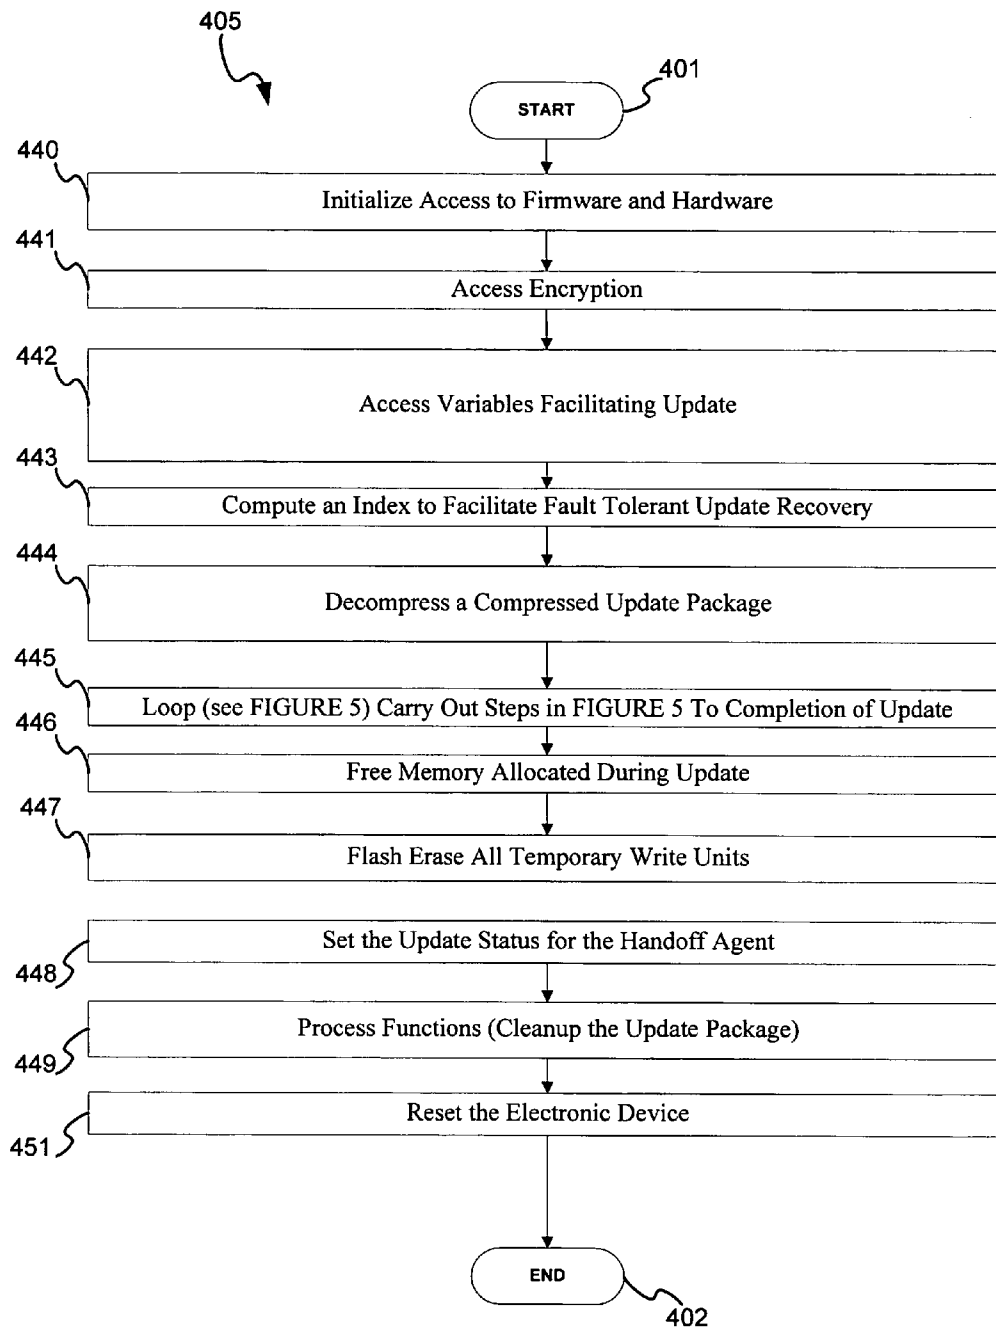 405
401
START
440
Initialize Access to Firmware and Hardware
441
Access Encryption
442
Access Variables Facilitating Update
443
Compute an Index to Facilitate Fault Tolerant Update Recovery
444
Decompress a Compressed Update Package
445
Loop (see FIGURE 5) Carry Out Steps in FIGURE 5 To Completion of Update
446
Free Memory Allocated During Update
447
Flash Erase All Temporary Write Units
Set the Update Status for the Handoff Agent
448
Process Functions (Cleanup the Update Package)
449
Reset the Electronic Device
451
END
402